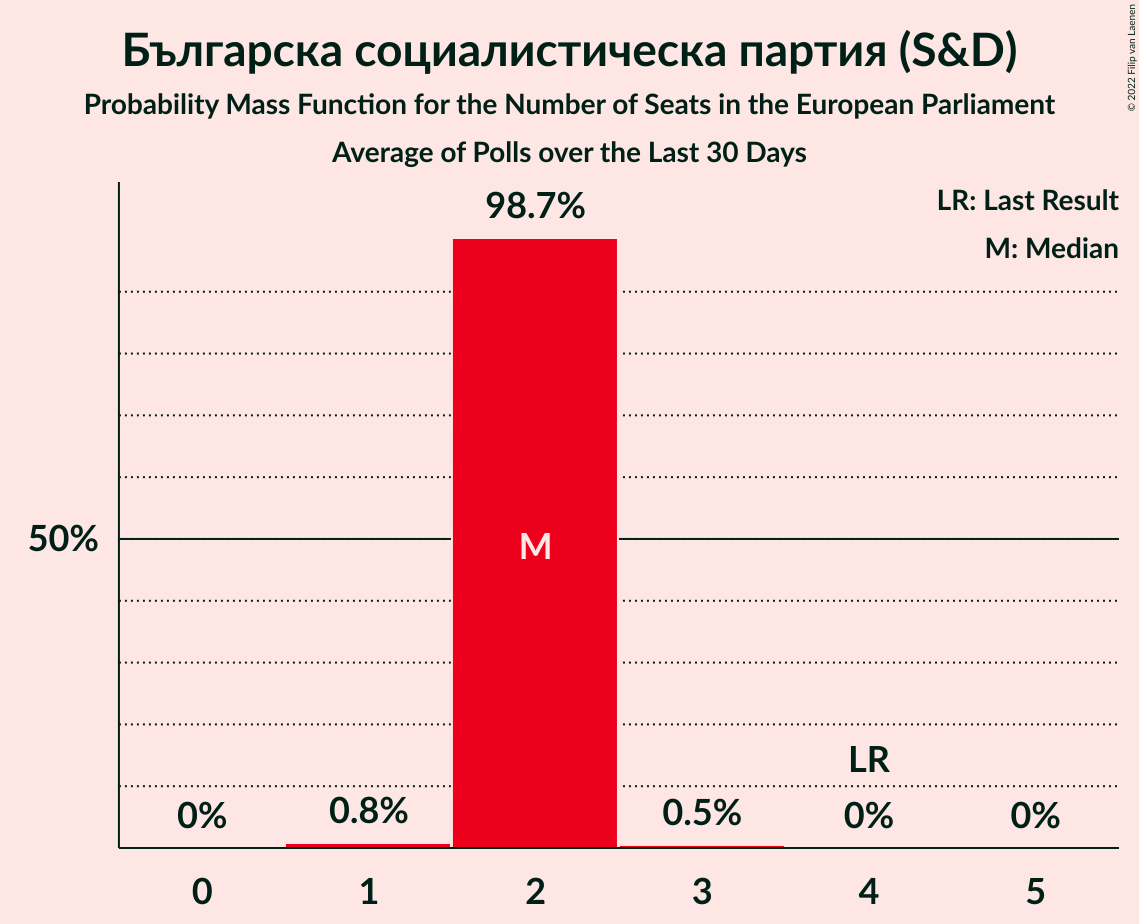 Българска социалистическа партия (S&D)
Probability Mass Function for the Number of Seats in the European Parliament
Average of Polls over the Last 30 Days
© 2022 Filip van Laenen
LR: Last Result
M: Median
98.7%
50%
M
LR
0% 0.8% 0.5% 0% 0%
0 1 2 3 4 5